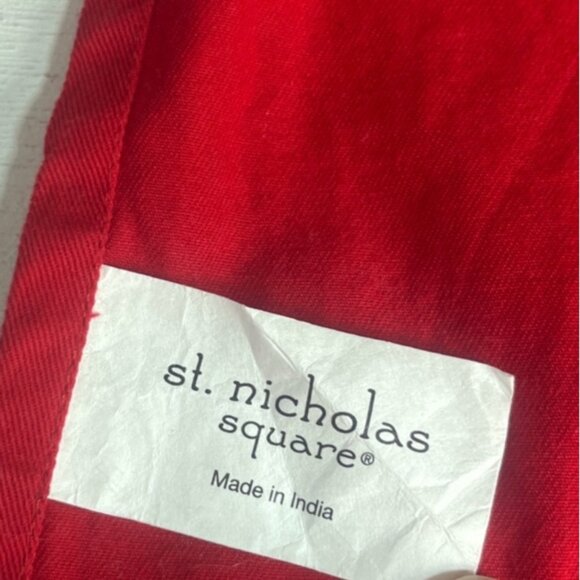 st. nicholas
square®
Made in India